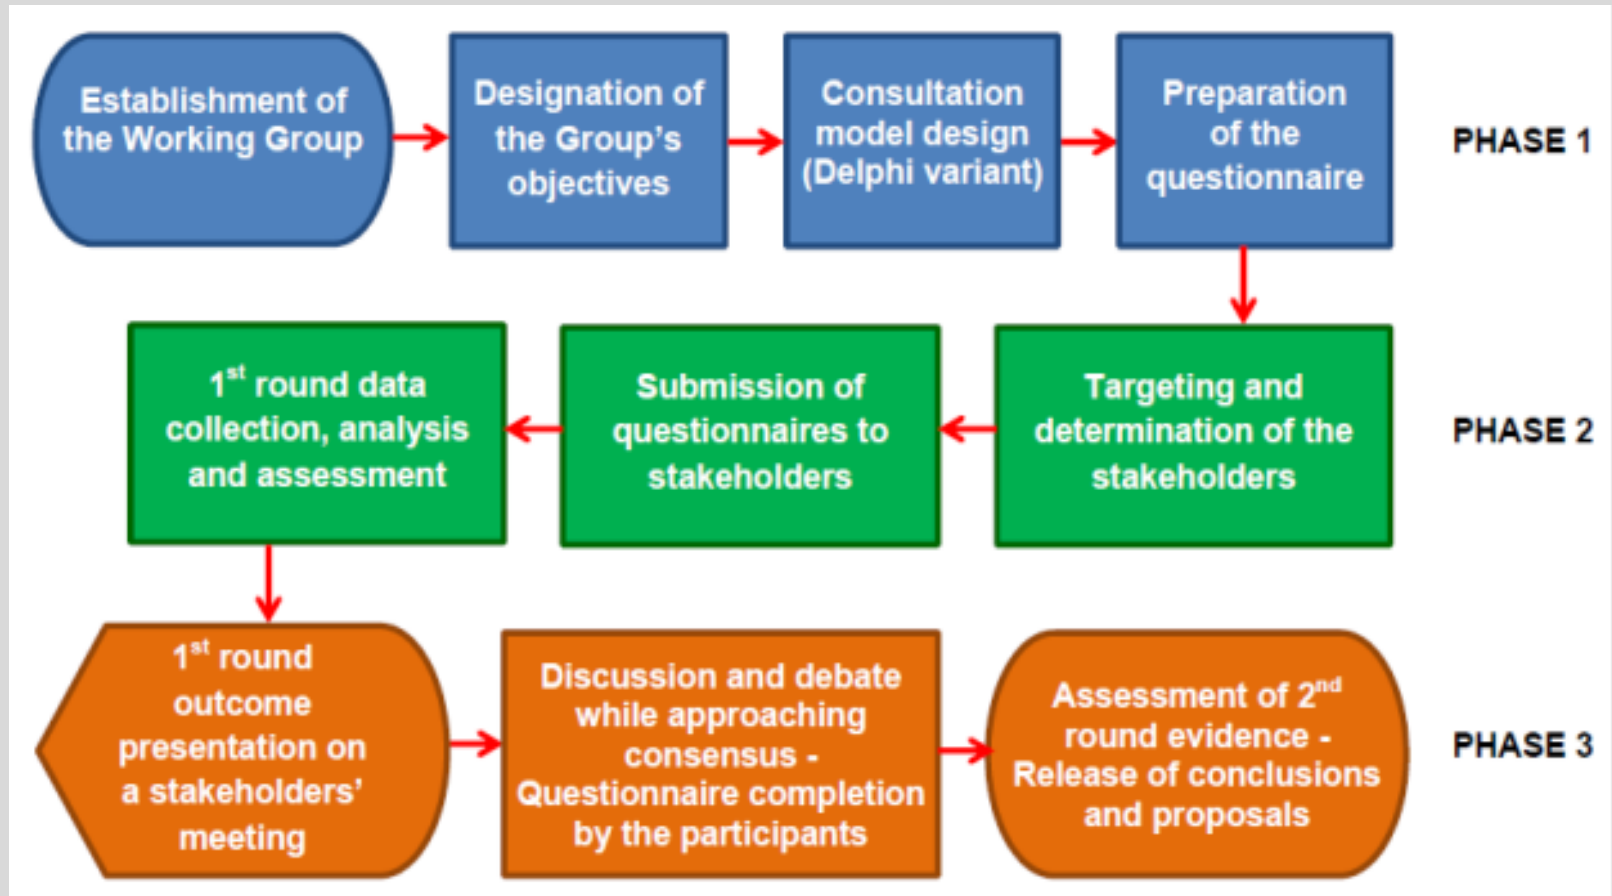 Establishment of
the Working Group
Designation of
the Group's
objectives
Consultation
model design
(Delphi variant)
Preparation
of the
questionnaire
PHASE 1
1st round data
collection, analysis
and assessment
Submission of
questionnaires to
stakeholders
Targeting and
determination of the
stakeholders
PHASE 2
1st round
outcome
presentation on
a stakeholders'
meeting
Discussion and debate
while approaching
consensus -
Questionnaire completion
by the participants
Assessment of 2nd
round evidence -
Release of conclusions
and proposals
PHASE 3